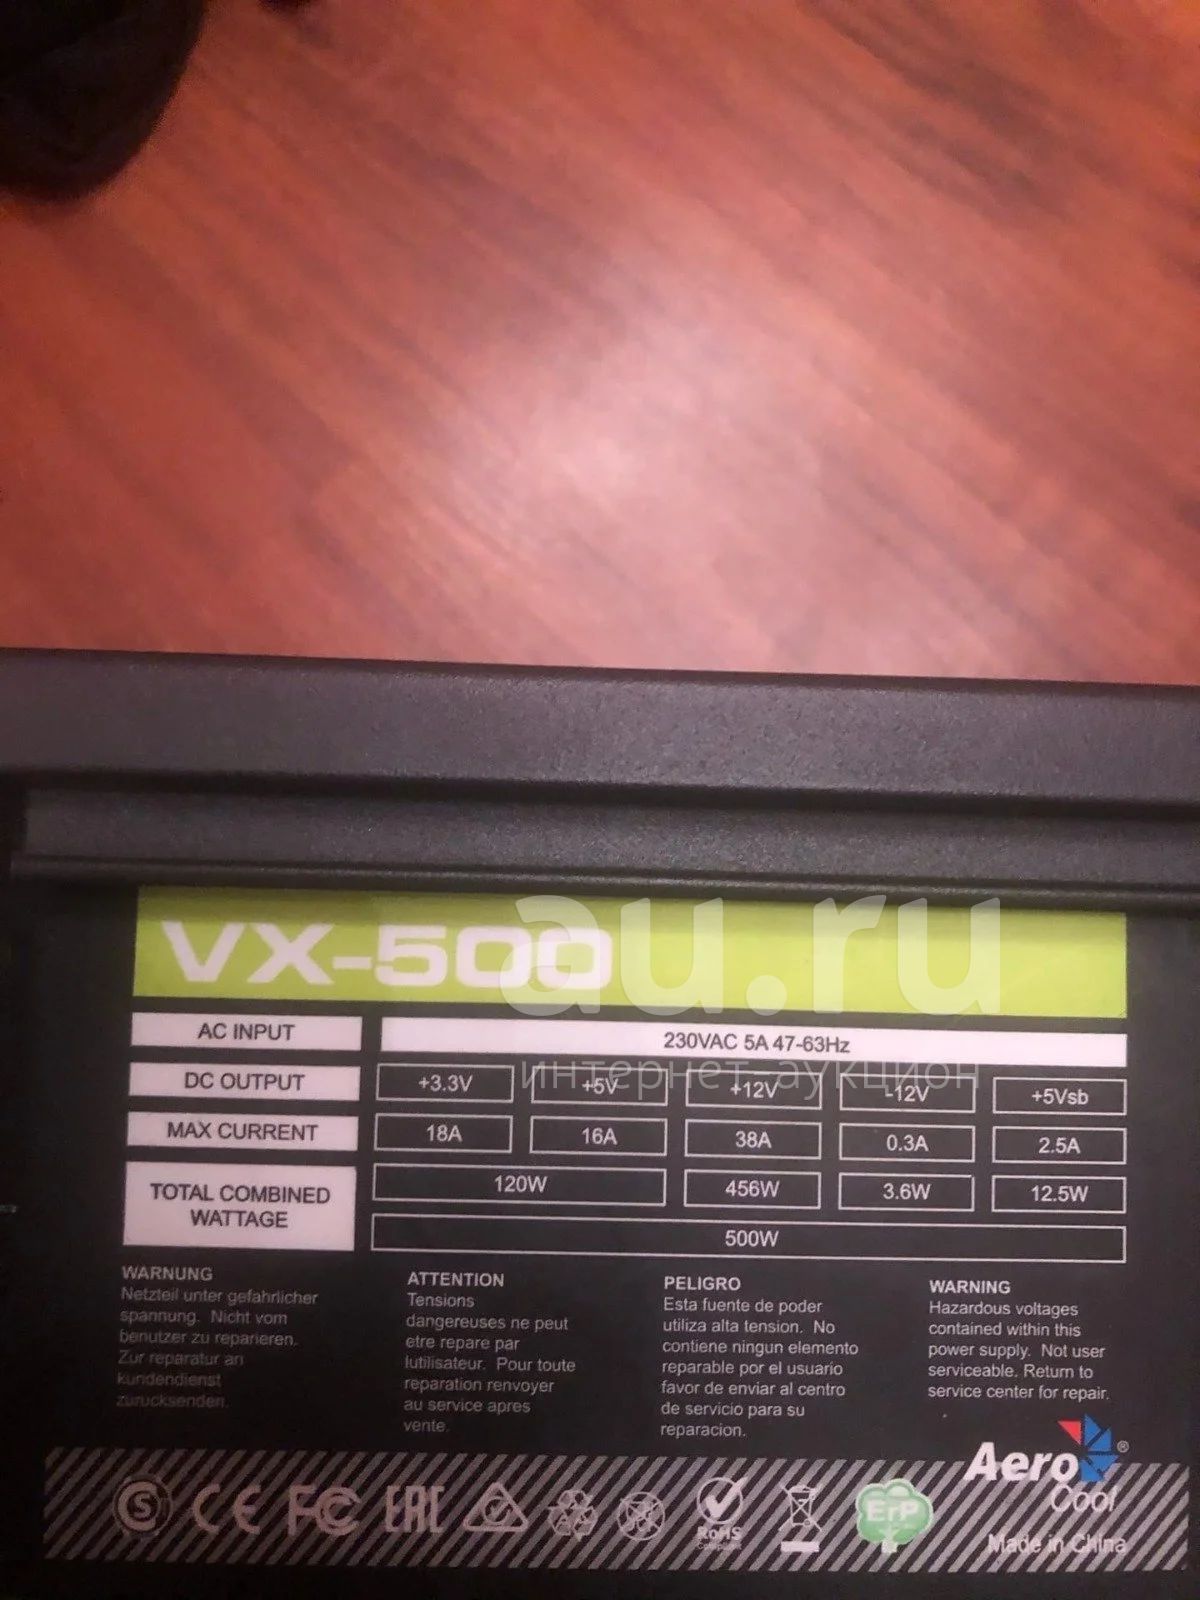 VX-500
au.ru
интернет аукцион
AC INPUT 230VAC 5A 47-63Hz
DC OUTPUT +3.3V +5V +12V -12V +5Vsb
MAX CURRENT 18A 16A 38A 0.3A 2.5A
TOTAL COMBINED WATTAGE 120W 456W 3.6W 12.5W
500W
WARNUNG
Netzteil unter gefahrlicher
spannung. Nicht vom
benutzer zu reparieren.
Zur reparatur an
kundendienst
zurucksenden.
ATTENTION
Tensions
dangereuses ne peut
etre repare par
lutilisateur. Pour toute
reparation renvoyer
au service apres
vente.
PELIGRO
Esta fuente de poder
utiliza alta tension. No
contiene ningun elemento
reparable por el usuario
favor de enviar al centro
de servicio para su
reparacion.
WARNING
Hazardous voltages
contained within this
power supply. Not user
serviceable. Return to
service center for repair.
Aero
Cool
®
S CE FC EAC RoHS
Compliant
ErP
Made in China